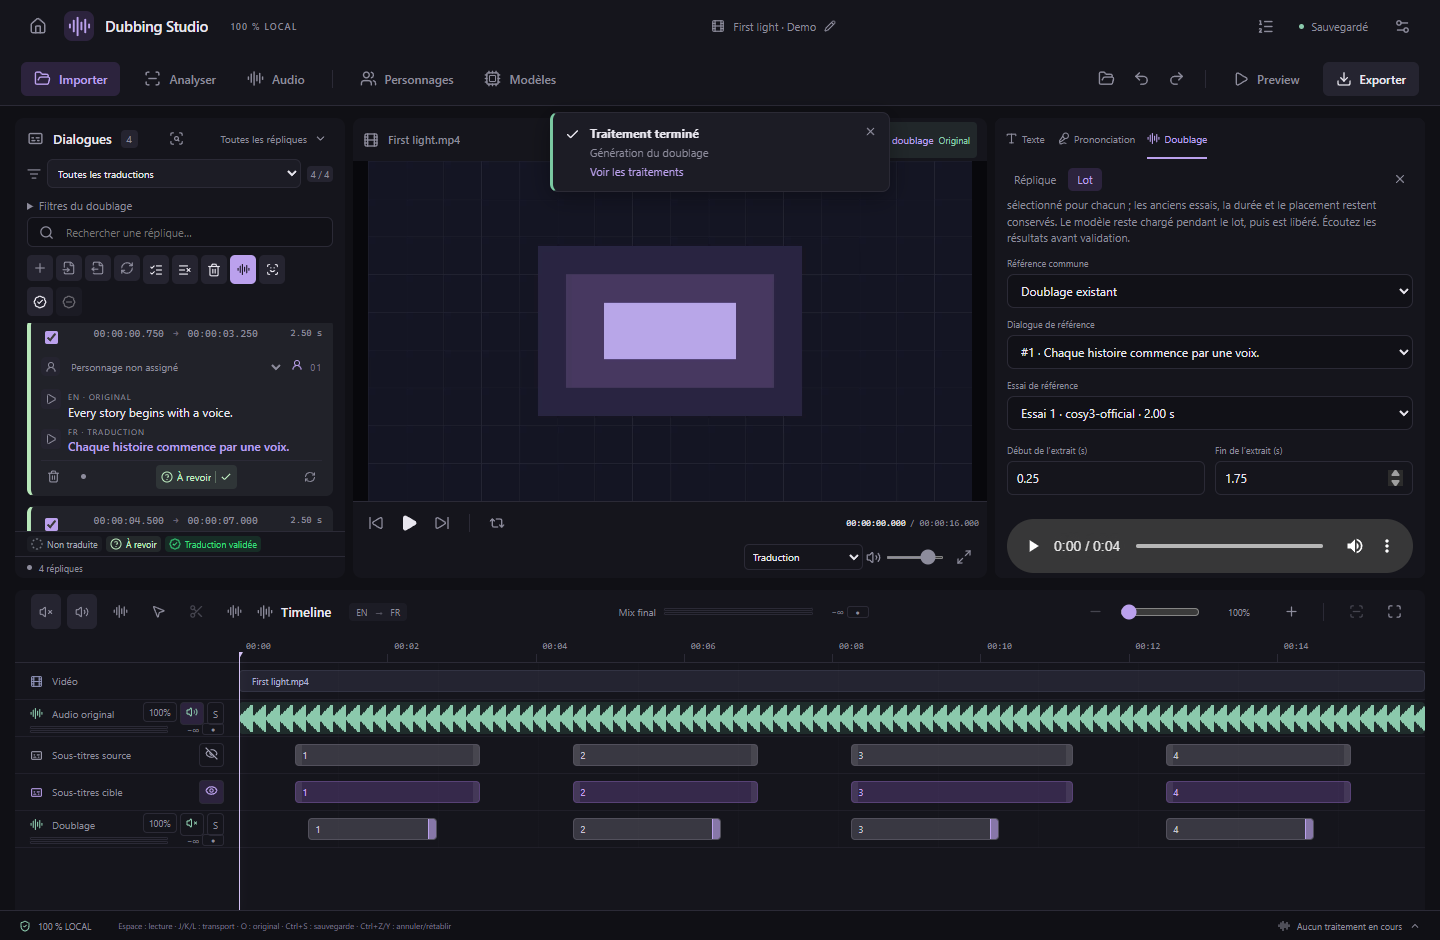 Dubbing Studio
100 % LOCAL
First light · Demo
Sauvegardé
Importer
Analyser
Audio
Personnages
Modèles
Preview
Exporter
Dialogues
4
Toutes les répliques
Toutes les traductions
4 / 4
Filtres du doublage
Rechercher une réplique...
00:00:00.750 → 00:00:03.250
2.50 s
Personnage non assigné
01
EN · ORIGINAL
Every story begins with a voice.
FR · TRADUCTION
Chaque histoire commence par une voix.
À revoir
00:00:04.500 → 00:00:07.000
2.50 s
Non traduite
À revoir
Traduction validée
4 répliques
First light.mp4
Traitement terminé
Génération du doublage
Voir les traitements
doublage
Original
00:00:00.000 / 00:00:16.000
Traduction
Texte
Prononciation
Doublage
Réplique
Lot
sélectionné pour chacun ; les anciens essais, la durée et le placement restent
conservés. Le modèle reste chargé pendant le lot, puis est libéré. Écoutez les
résultats avant validation.
Référence commune
Doublage existant
Dialogue de référence
#1 · Chaque histoire commence par une voix.
Essai de référence
Essai 1 · cosy3-official · 2.00 s
Début de l'extrait (s)
Fin de l'extrait (s)
0.25
1.75
0:00 / 0:04
Timeline
EN → FR
Mix final
-∞
100%
00:00
00:02
00:04
00:06
00:08
00:10
00:12
00:14
Vidéo
First light.mp4
Audio original
100%
S
-∞
Sous-titres source
1
2
3
4
Sous-titres cible
1
2
3
4
Doublage
100%
S
-∞
1
2
3
4
100 % LOCAL
Espace : lecture · J/K/L : transport · O : original · Ctrl+S : sauvegarde · Ctrl+Z/Y : annuler/rétablir
Aucun traitement en cours